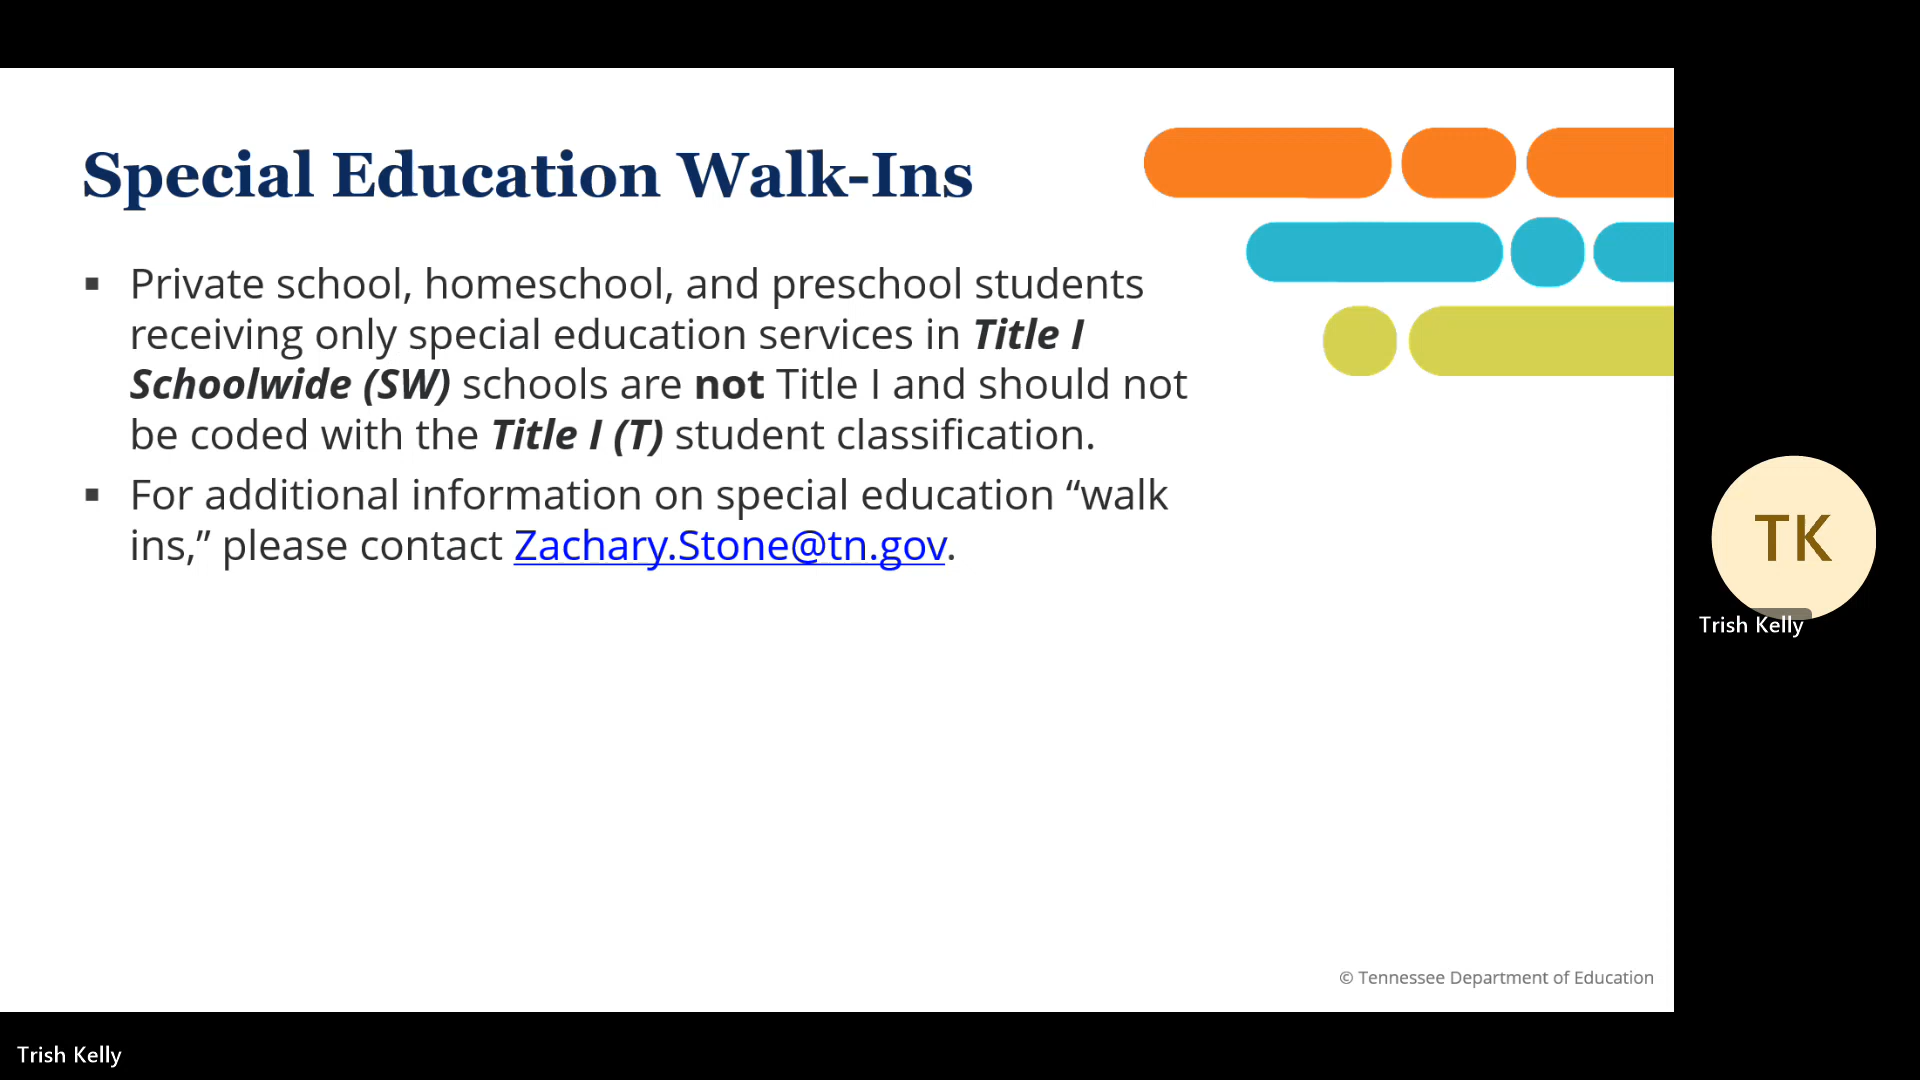 Special Education Walk-Ins
▪ Private school, homeschool, and preschool students
receiving only special education services in Title I
Schoolwide (SW) schools are not Title I and should not
be coded with the Title I (T) student classification.
▪ For additional information on special education “walk
ins,” please contact Zachary.Stone@tn.gov.
TK
Trish Kelly
© Tennessee Department of Education
Trish Kelly